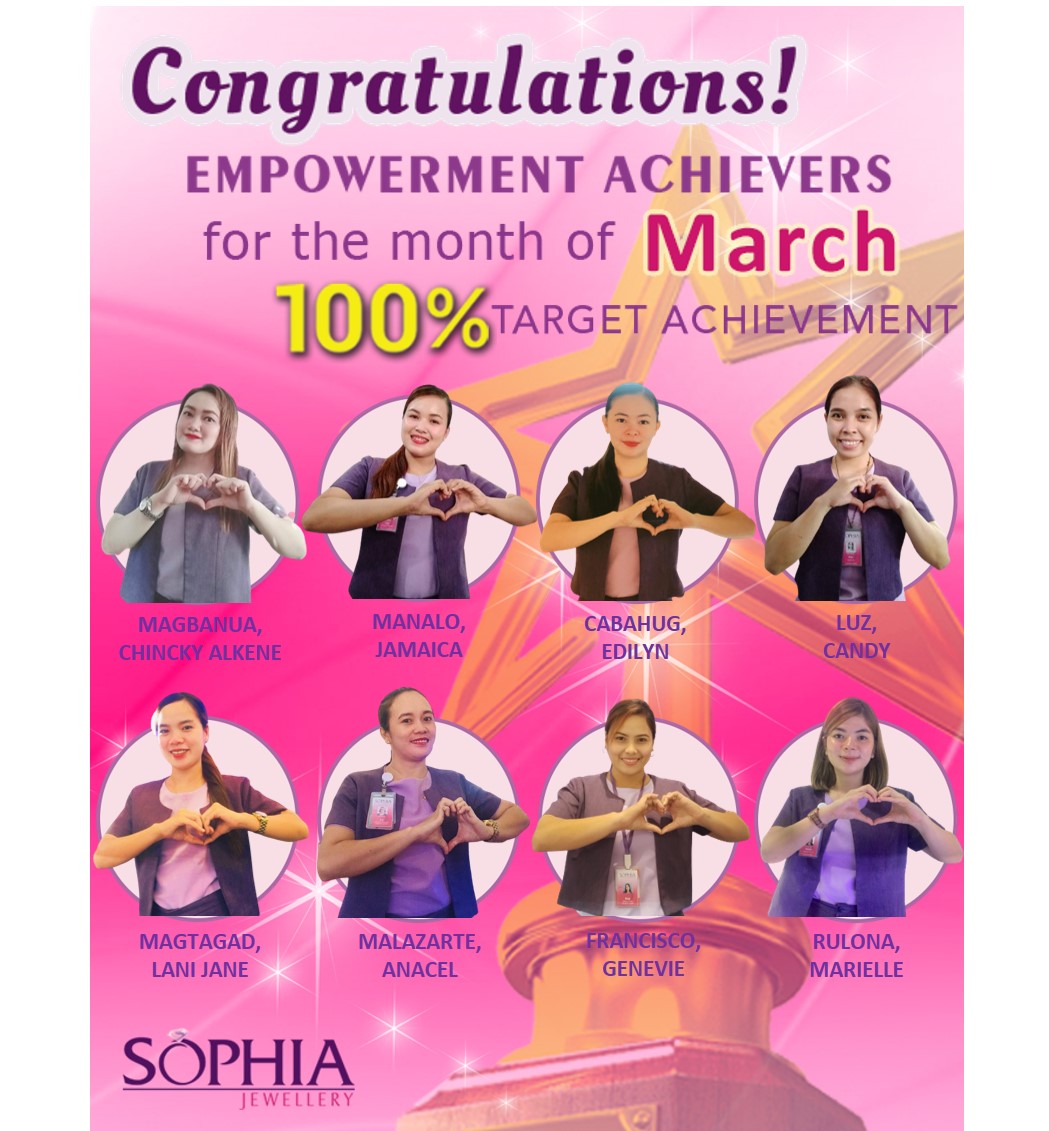 Congratulations!
EMPOWERMENT ACHIEVERS
for the month of March
100% TARGET ACHIEVEMENT
MAGBANUA,
CHINCKY ALKENE
MANALO,
JAMAICA
CABAHUG,
EDILYN
LUZ,
CANDY
MAGTAGAD,
LANI JANE
MALAZARTE,
ANACEL
FRANCISCO,
GENEVIE
RULONA,
MARIELLE
SOPHIA
JEWELLERY